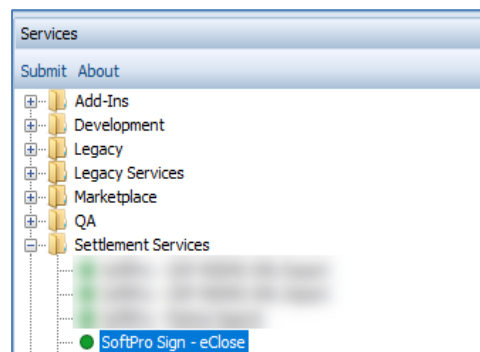 Services
Submit About
Add-Ins
Development
Legacy
Legacy Services
Marketplace
QA
Settlement Services
SoftPro Sign - eClose